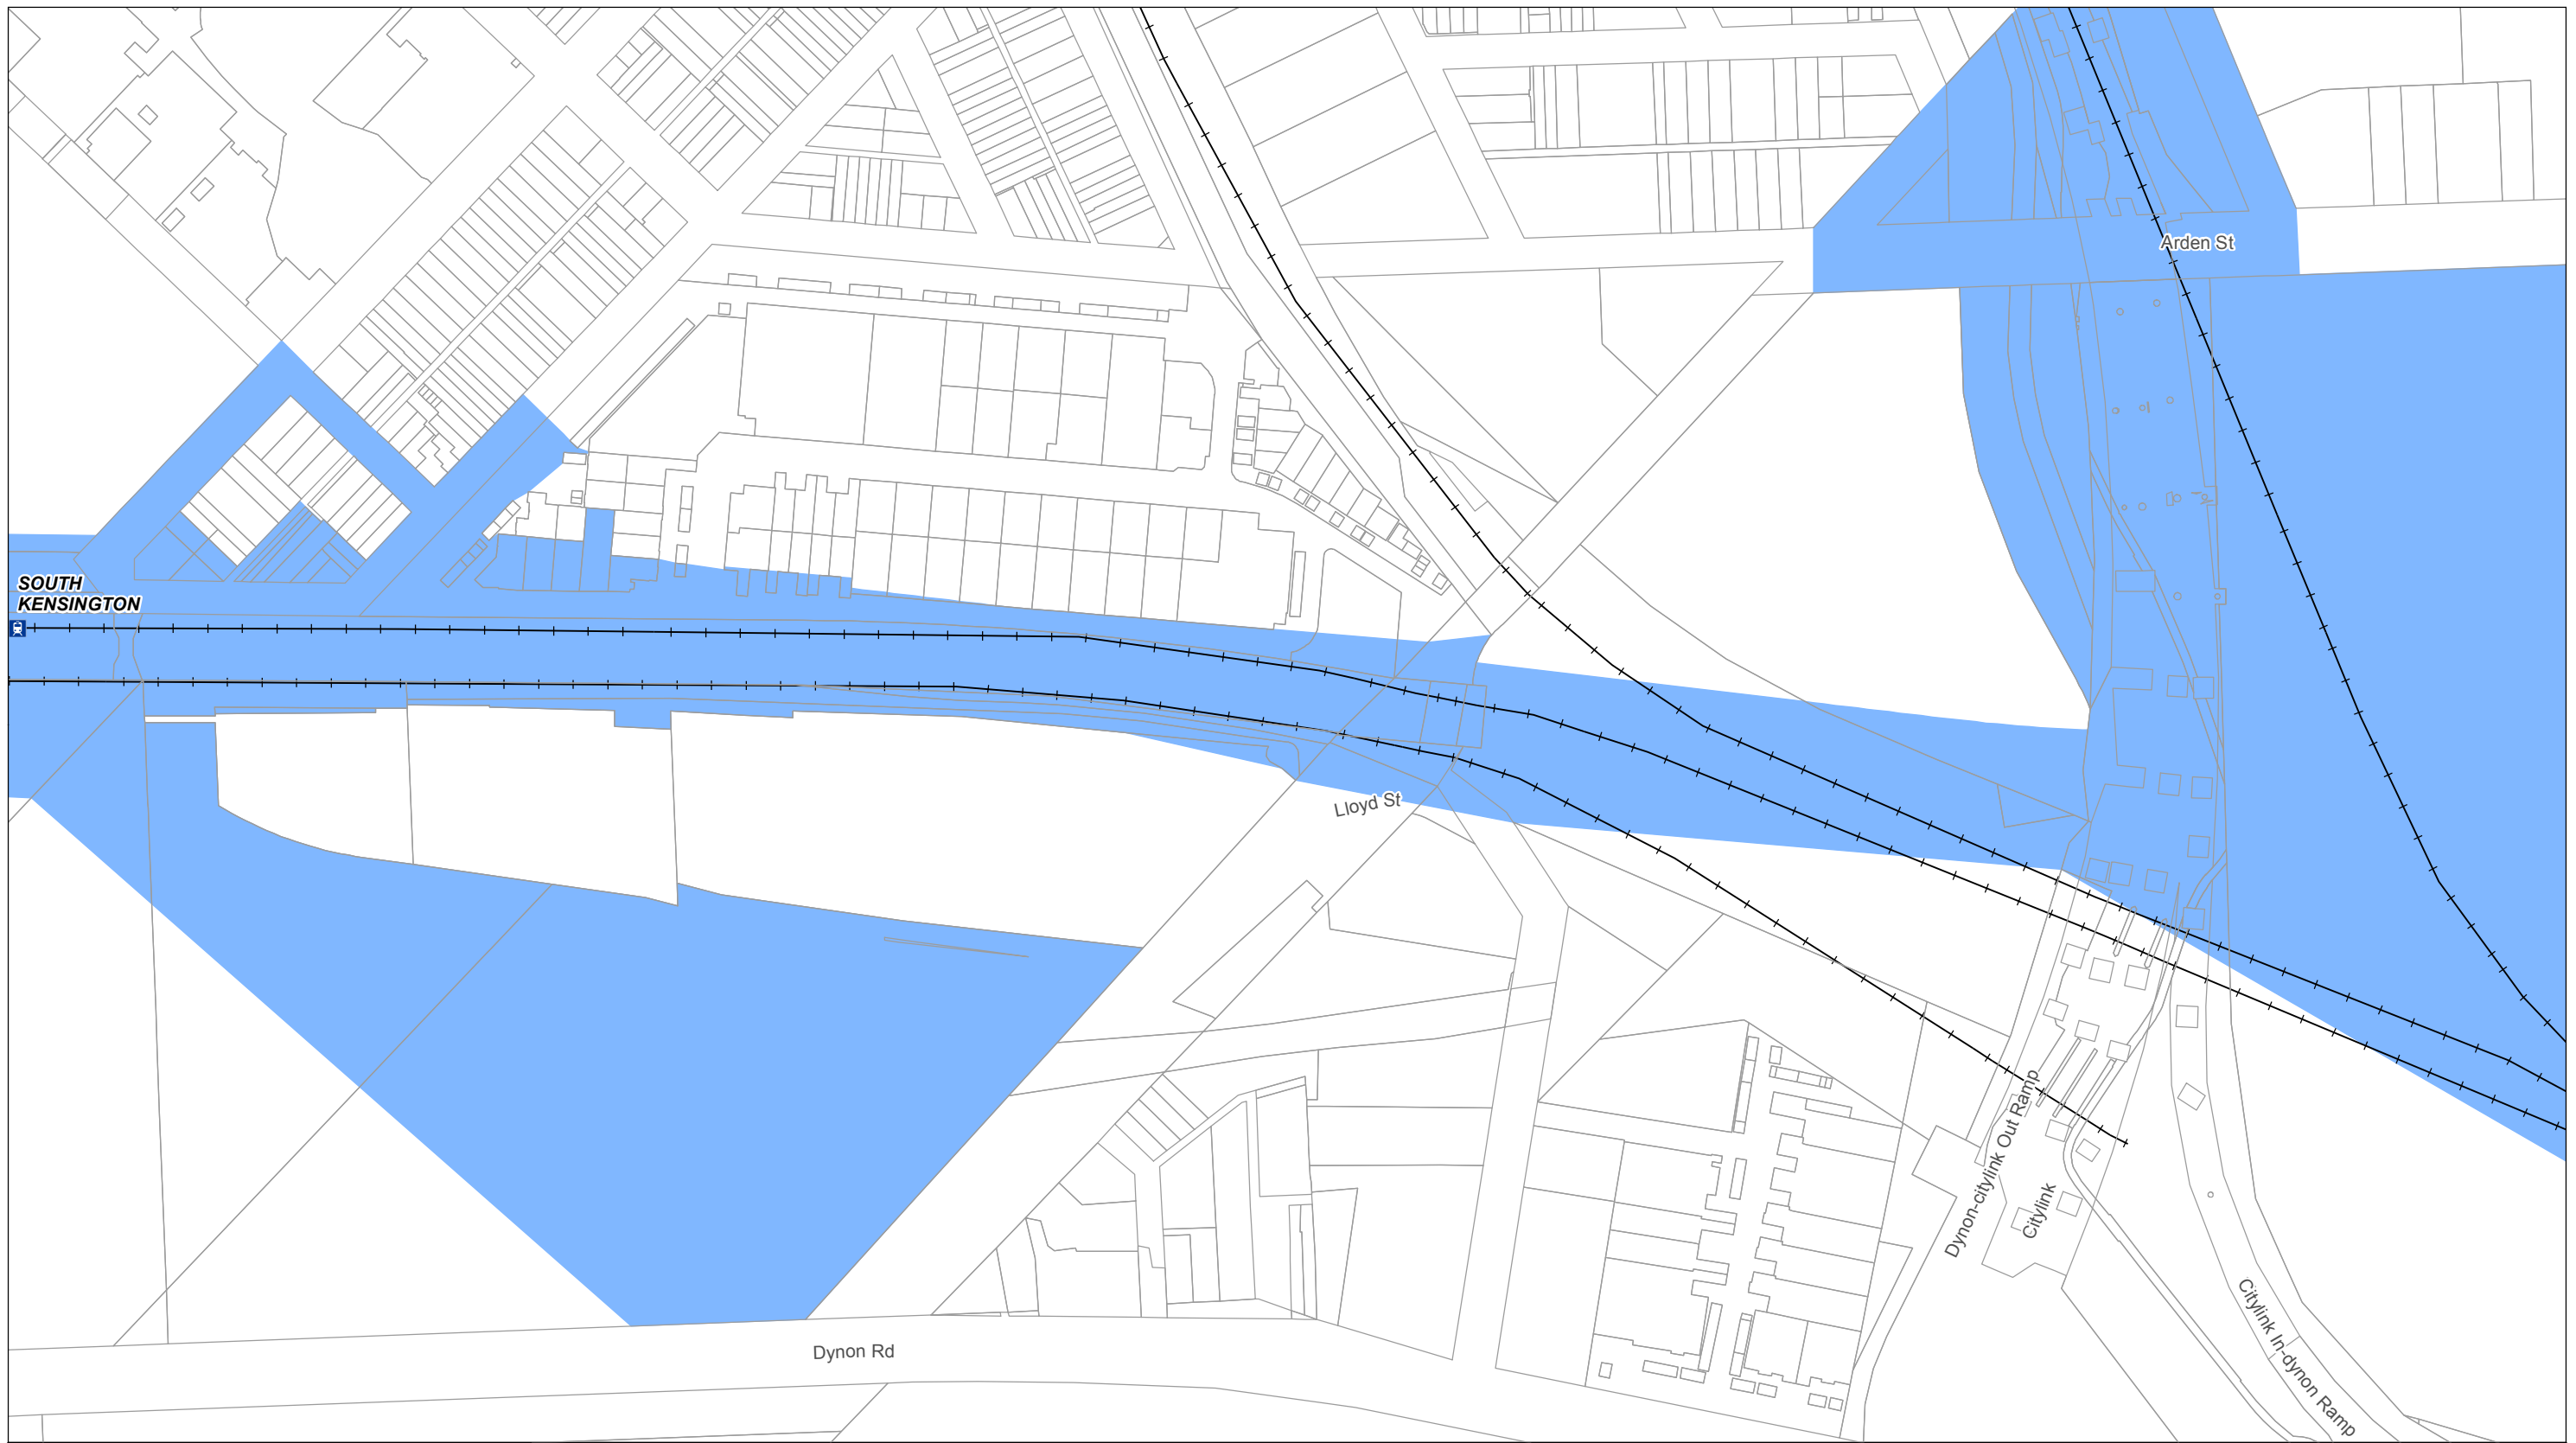 Arden St
SOUTH
KENSINGTON
Lloyd St
Dynon-citylink Out Ramp
Citylink
Citylink In-dynon Ramp
Dynon Rd